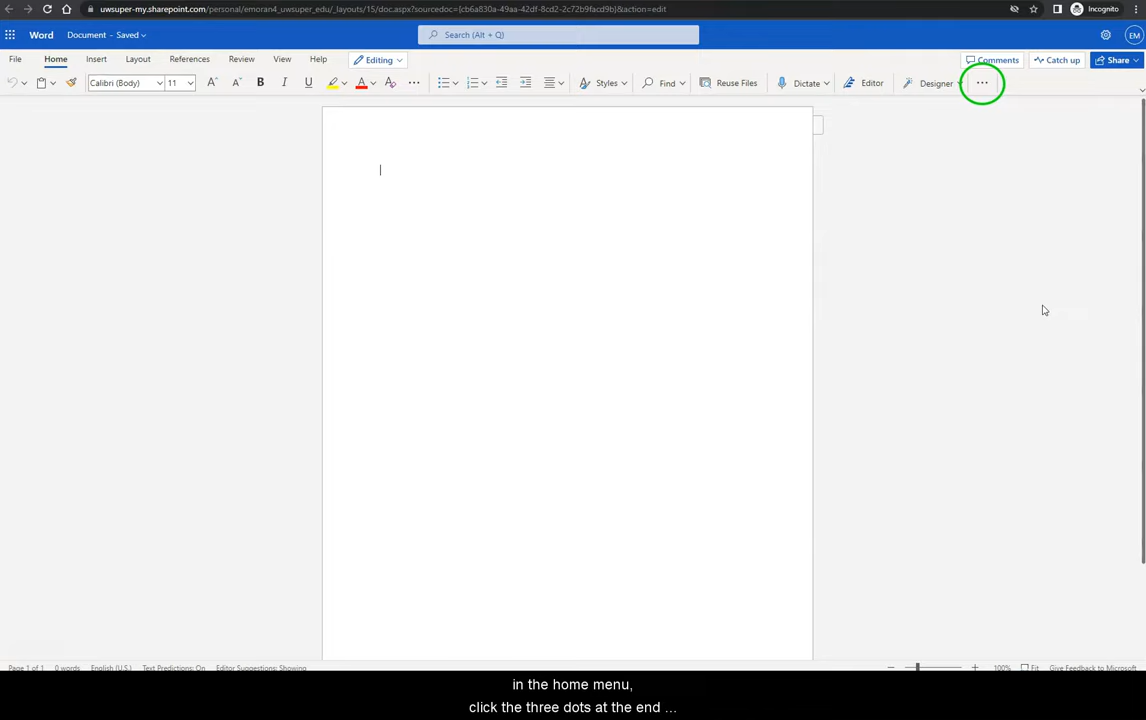 uwsuper-my.sharepoint.com/personal/emoran4_uwsuper_edu/_layouts/15/doc.aspx?sourcedoc={cb6a830a-49aa-42df-8cd2-2c72b9facd9b}&action=edit
Incognito
Word Document - Saved
Search (Alt + Q)
EM
File Home Insert Layout References Review View Help Editing
Comments Catch up Share
Calibri (Body) 11 B I U A Styles Find Reuse Files Dictate Editor Designer ...
Page 1 of 1 0 words English (U.S.) Text Predictions: On Editor Suggestions: Showing
100% Fit Give Feedback to Microsoft
in the home menu,
click the three dots at the end ...